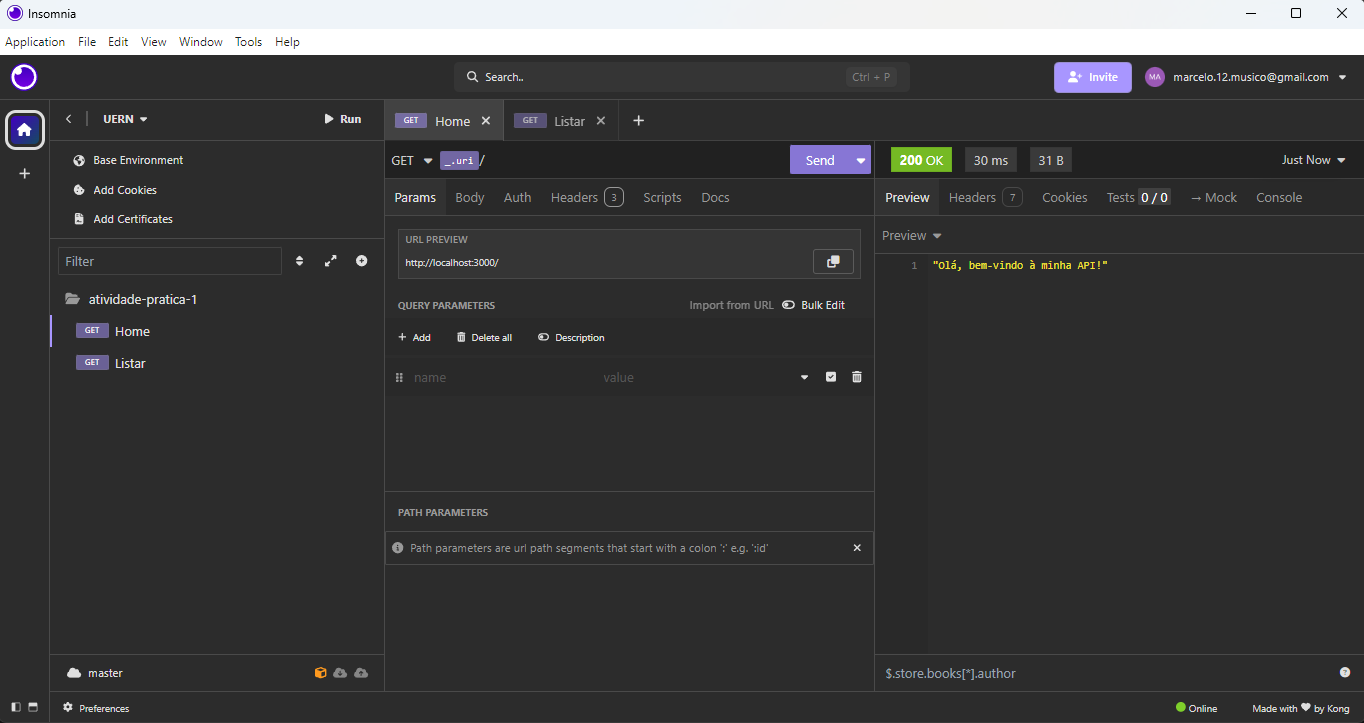 Insomnia
Application File Edit View Window Tools Help
Search.. Ctrl + P
Invite
MA marcelo.12.musico@gmail.com
UERN
Run
GET Home
GET Listar
Base Environment
Add Cookies
Add Certificates
Filter
atividade-pratica-1
GET Home
GET Listar
master
Preferences
GET _.uri /
Send
Params Body Auth Headers 3 Scripts Docs
URL PREVIEW
http://localhost:3000/
QUERY PARAMETERS
Import from URL Bulk Edit
Add Delete all Description
name value
PATH PARAMETERS
Path parameters are url path segments that start with a colon ':' e.g. ':id'
200 OK 30 ms 31 B
Just Now
Preview Headers 7 Cookies Tests 0 / 0 → Mock Console
Preview
1 "Olá, bem-vindo à minha API!"
$.store.books[*].author
Online
Made with ♥ by Kong